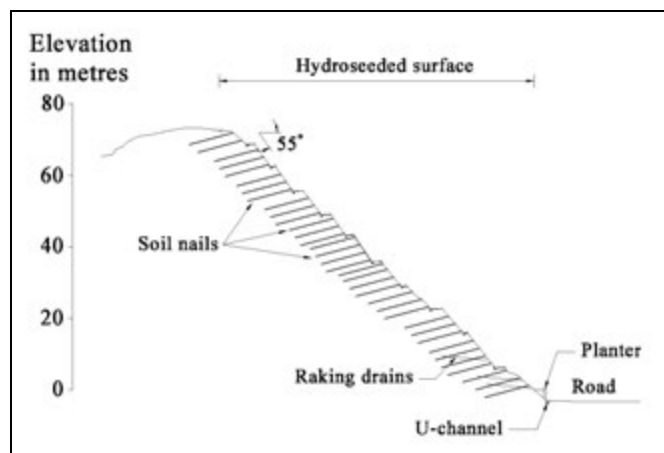 Elevation
in metres
Hydroseeded surface
80
55°
60
Soil nails
40
20
Planter
Raking drains
0
Road
U-channel